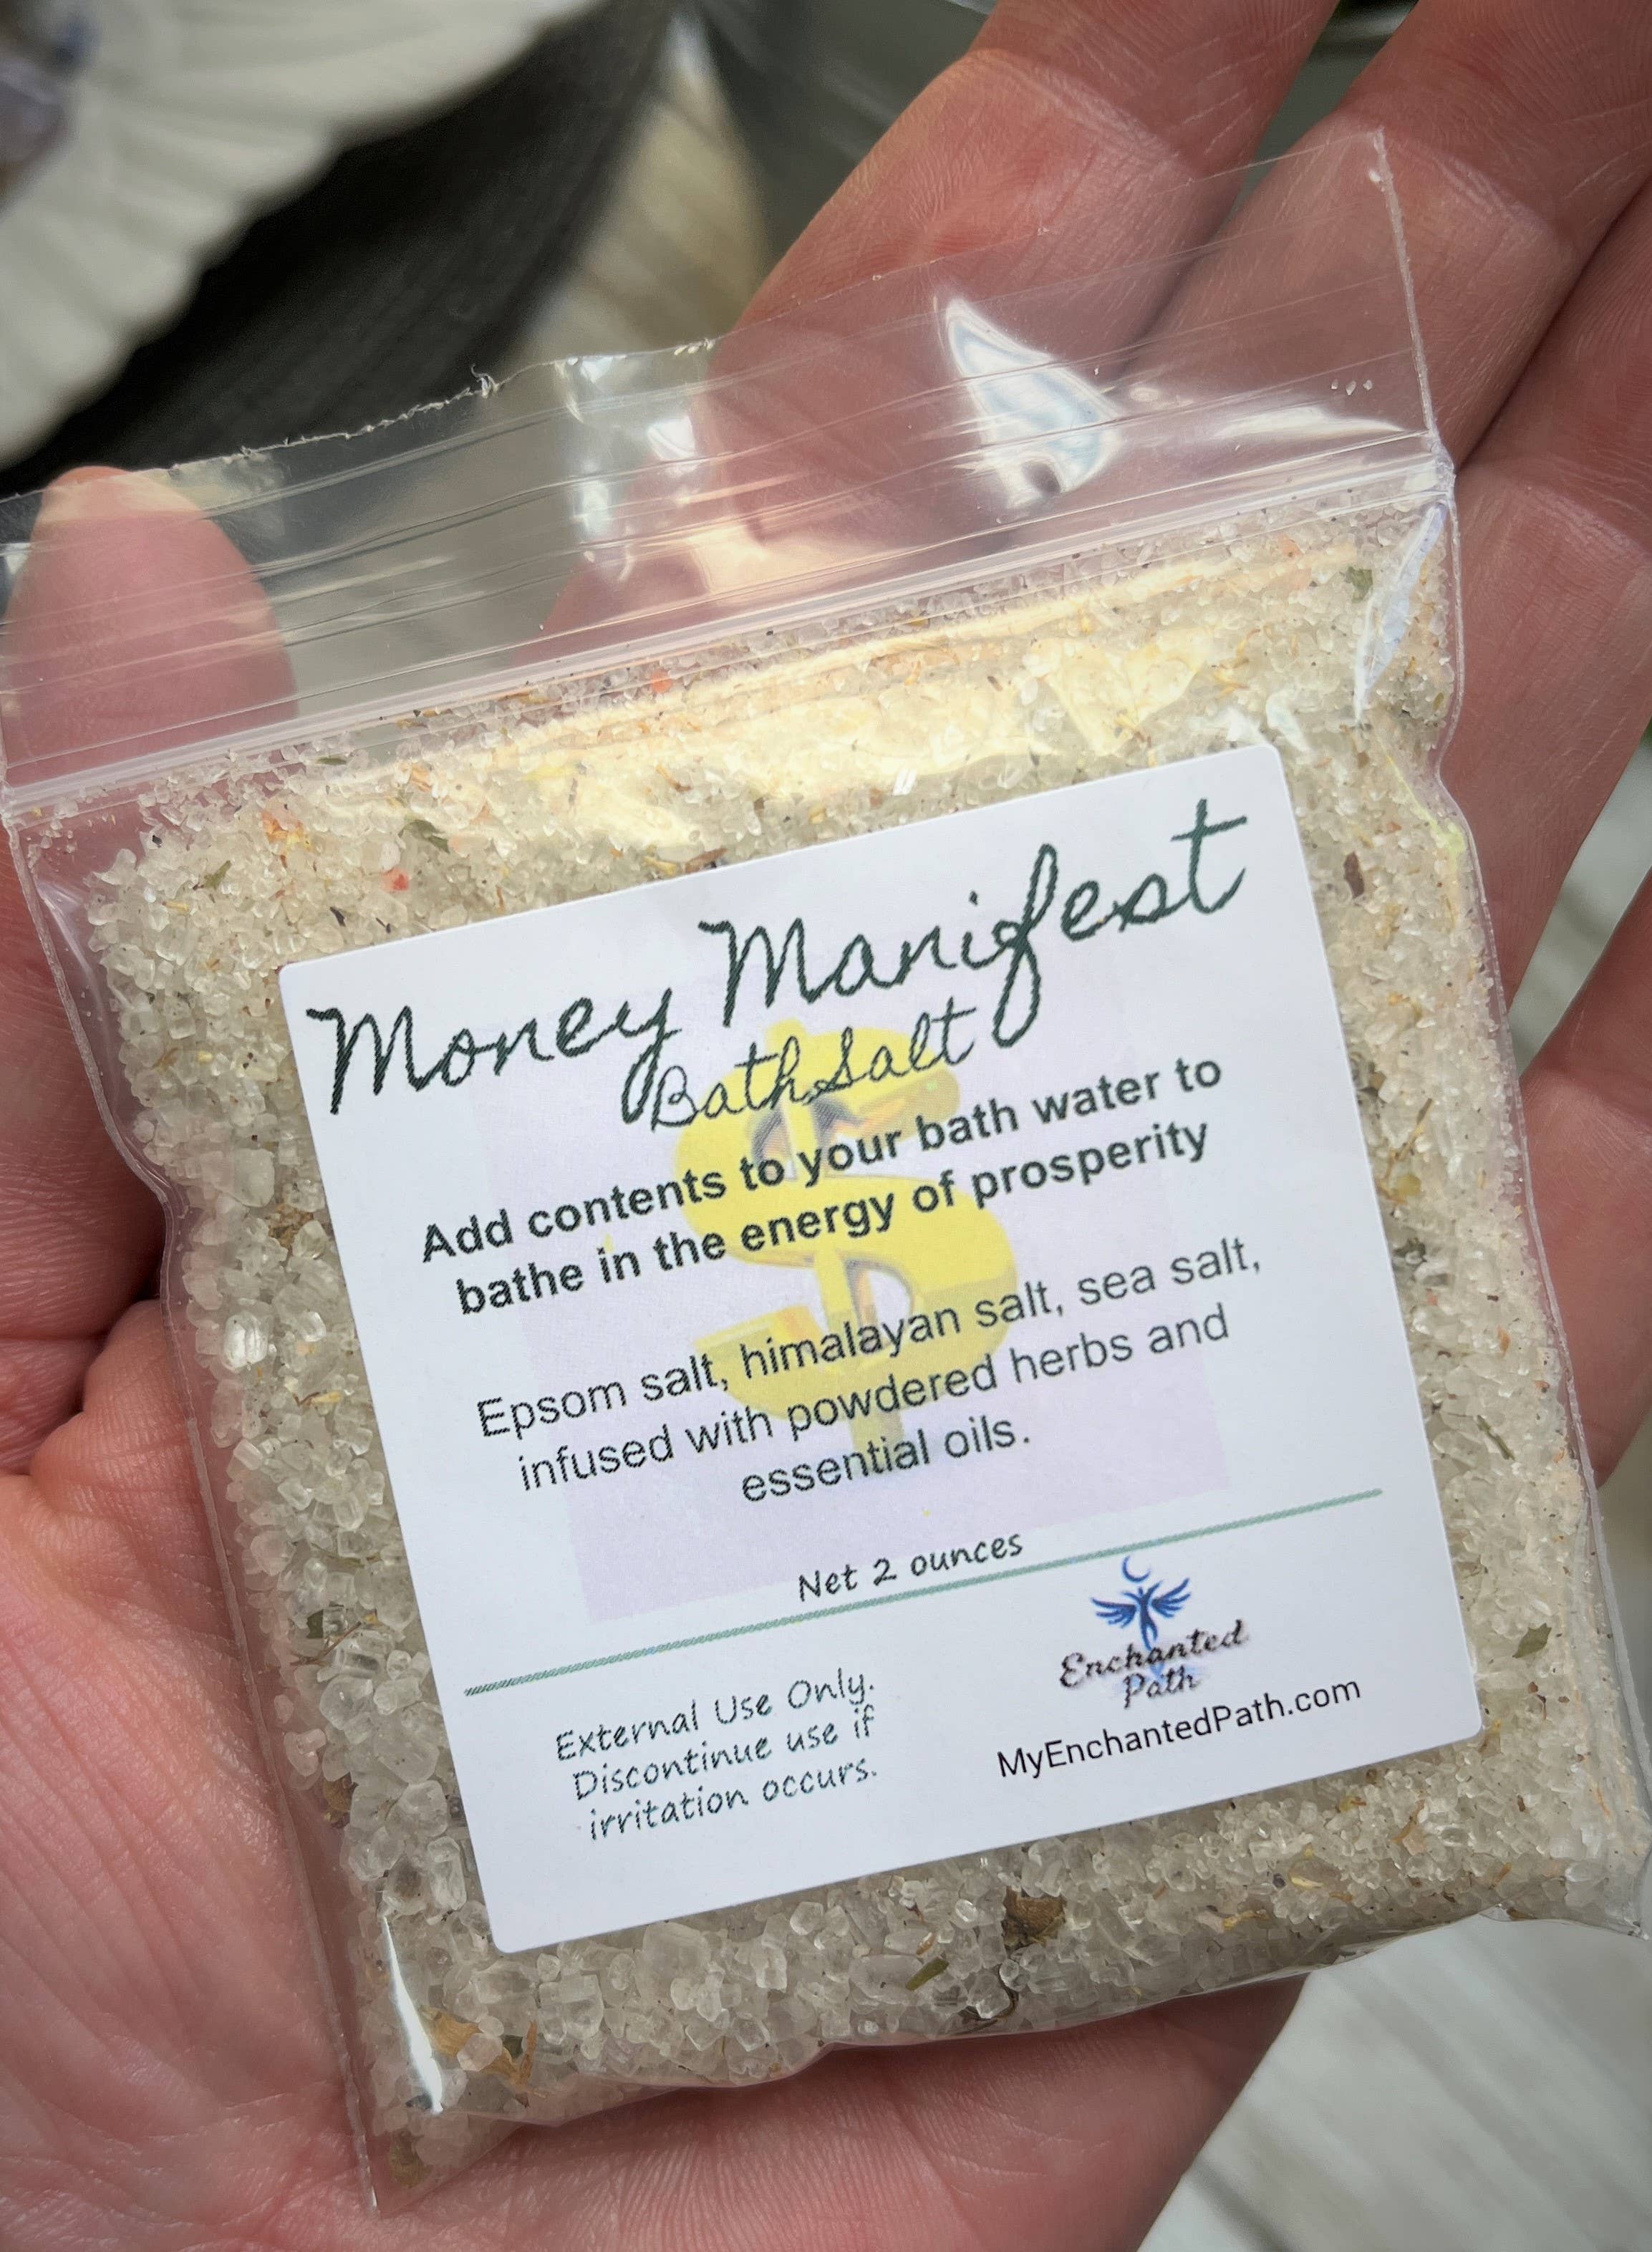 Money Manifest
Bath Salt
Add contents to your bath water to
bathe in the energy of prosperity
Epsom salt, himalayan salt, sea salt,
infused with powdered herbs and
essential oils.
Net 2 ounces
External Use Only.
Discontinue use if
irritation occurs.
Enchanted
Path
MyEnchantedPath.com